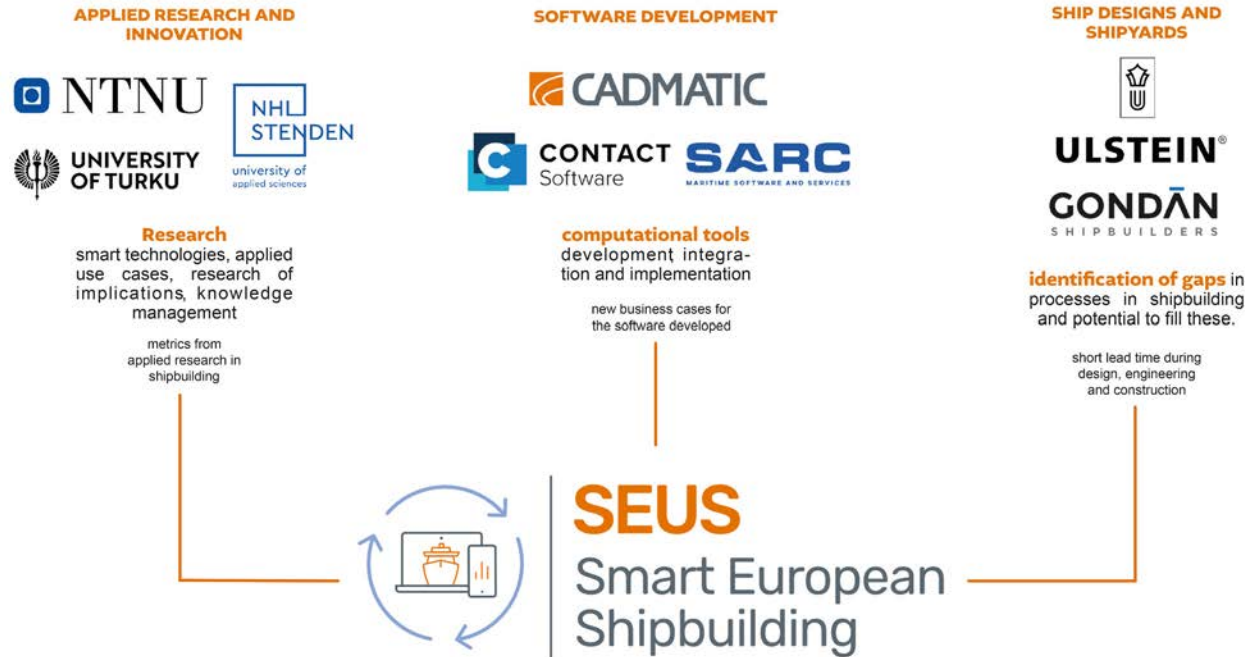 APPLIED RESEARCH AND
INNOVATION
NTNU
NHL
STENDEN
university of
applied sciences
UNIVERSITY
OF TURKU
Research
smart technologies, applied
use cases, research of
implications, knowledge
management
metrics from
applied research in
shipbuilding
SOFTWARE DEVELOPMENT
CADMATIC
C
CONTACT
Software
SARC
MARITIME SOFTWARE AND SERVICES
computational tools
development, integra-
tion and implementation
new business cases for
the software developed
SHIP DESIGNS AND
SHIPYARDS
U
ULSTEIN®
GONDĀN
SHIPBUILDERS
identification of gaps in
processes in shipbuilding
and potential to fill these.
short lead time during
design, engineering
and construction
SEUS
Smart European
Shipbuilding